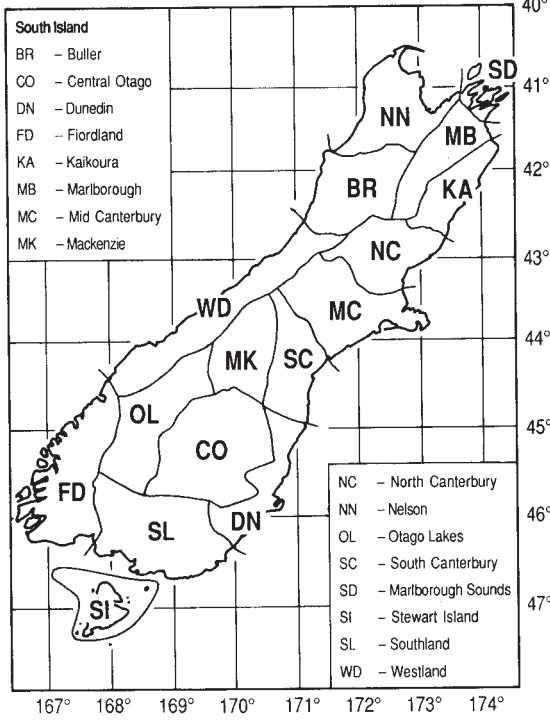 40°
South Island
BR – Buller
CO – Central Otago
DN – Dunedin
FD – Fiordland
KA – Kaikoura
MB – Marlborough
MC – Mid Canterbury
MK – Mackenzie
SD
41°
NN
MB
42°
BR
KA
NC
43°
WD
MC
MK
SC
44°
OL
CO
45°
FD
SL
DN
46°
SI
47°
NC – North Canterbury
NN – Nelson
OL – Otago Lakes
SC – South Canterbury
SD – Marlborough Sounds
SI – Stewart Island
SL – Southland
WD – Westland
167° 168° 169° 170° 171° 172° 173° 174°